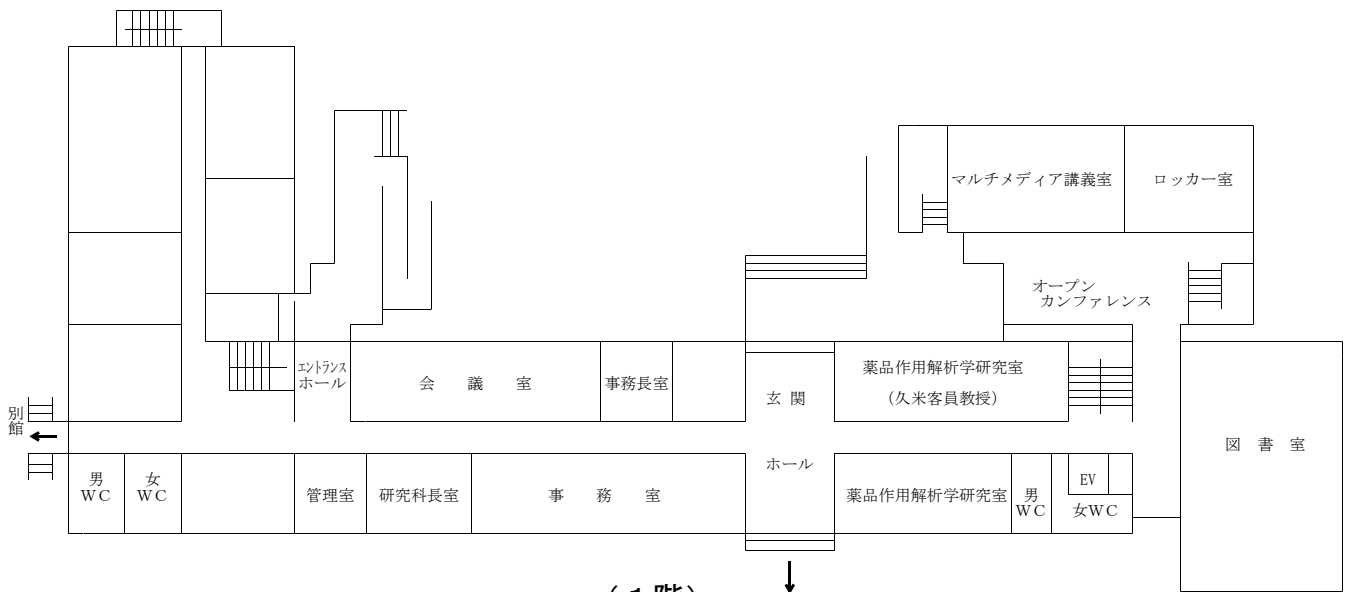 マルチメディア講義室
ロッカー室
オープン
カンファレンス
エントランス
ホール
会 議 室
事務長室
玄 関
薬品作用解析学研究室
(久米客員教授)
別
館
図 書 室
ホール
男
WC
女
WC
管理室
研究科長室
事 務 室
薬品作用解析学研究室
男
WC
EV
女WC
(1階)